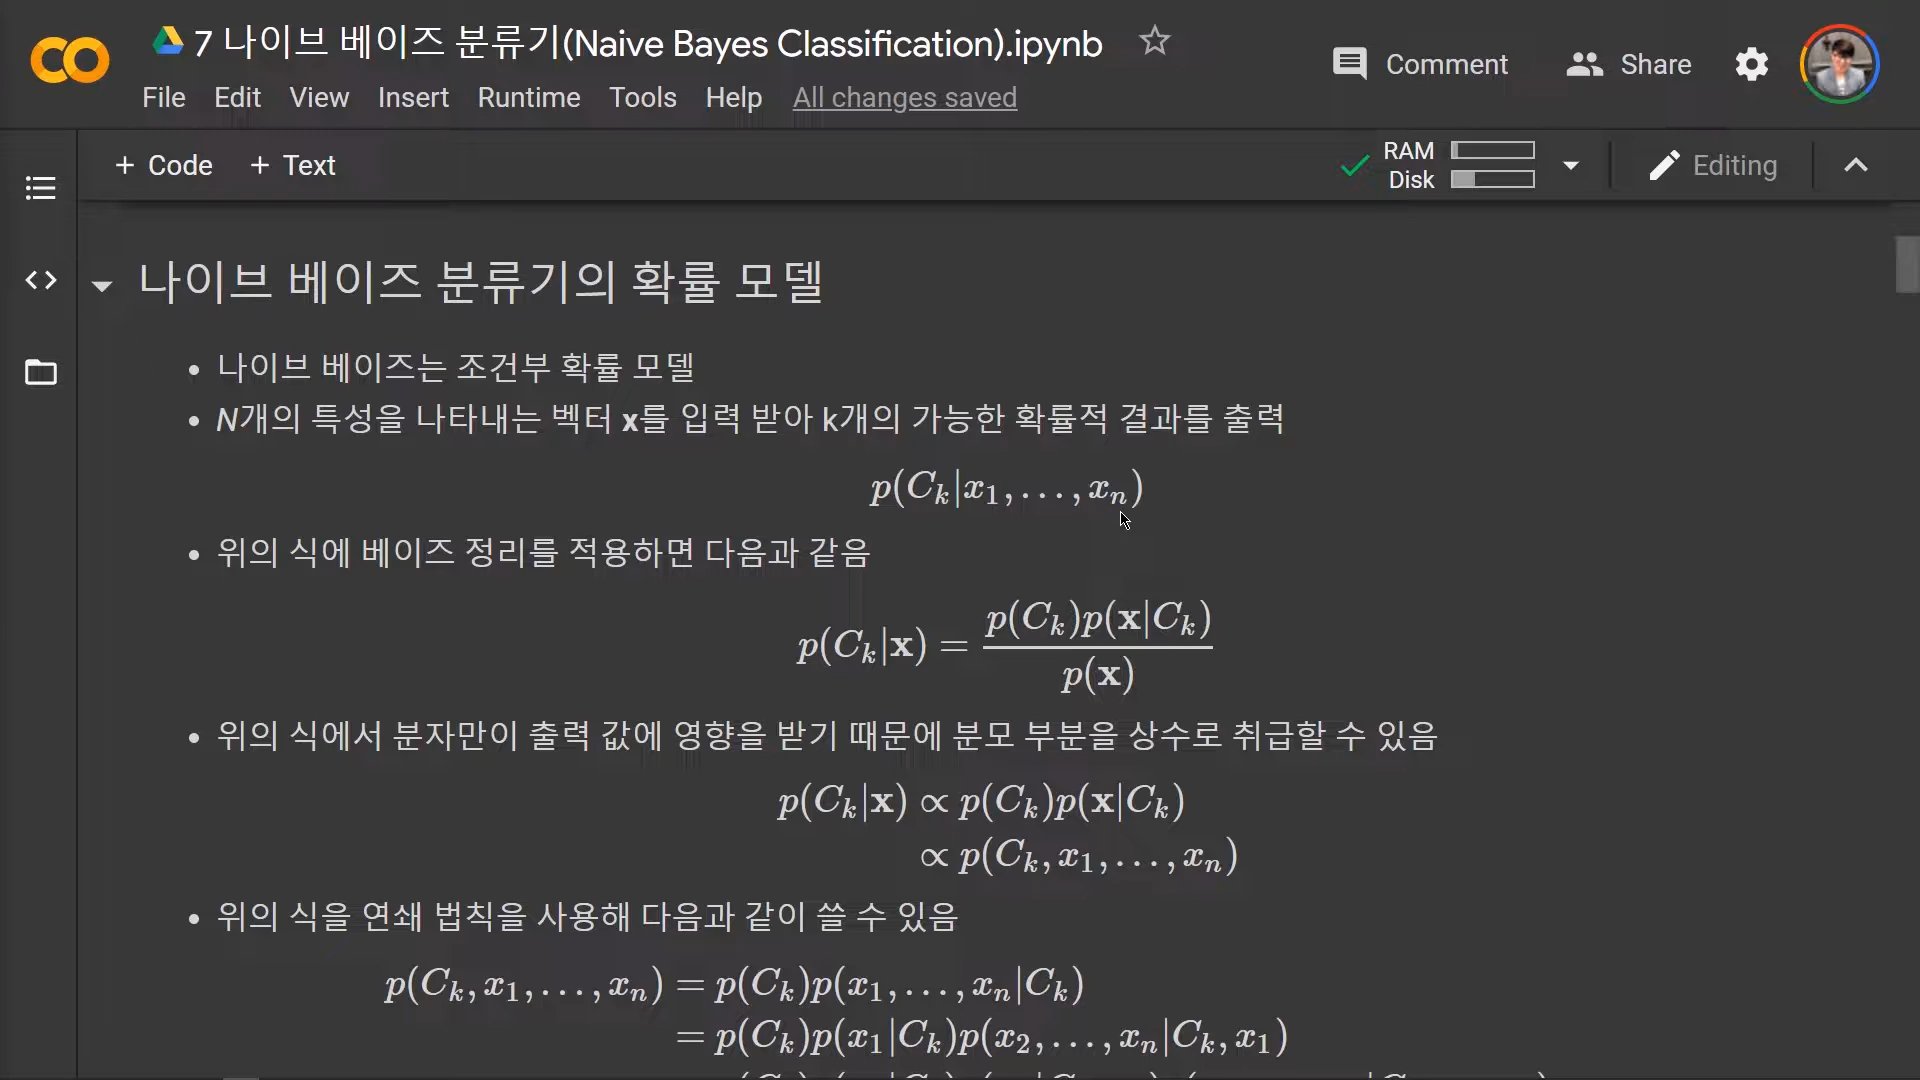 7 나이브 베이즈 분류기(Naive Bayes Classification).ipynb
Comment
Share
File Edit View Insert Runtime Tools Help All changes saved
+ Code + Text
RAM
Disk
Editing
나이브 베이즈 분류기의 확률 모델
• 나이브 베이즈는 조건부 확률 모델
• N개의 특성을 나타내는 벡터 x를 입력 받아 k개의 가능한 확률적 결과를 출력
p(C_k|x_1, . . . , x_n)
• 위의 식에 베이즈 정리를 적용하면 다음과 같음
p(C_k|x) = \frac{p(C_k)p(x|C_k)}{p(x)}
• 위의 식에서 분자만이 출력 값에 영향을 받기 때문에 분모 부분을 상수로 취급할 수 있음
p(C_k|x) ∝ p(C_k)p(x|C_k)
∝ p(C_k, x_1, . . . , x_n)
• 위의 식을 연쇄 법칙을 사용해 다음과 같이 쓸 수 있음
p(C_k, x_1, . . . , x_n) = p(C_k)p(x_1, . . . , x_n|C_k)
= p(C_k)p(x_1|C_k)p(x_2, . . . , x_n|C_k, x_1)